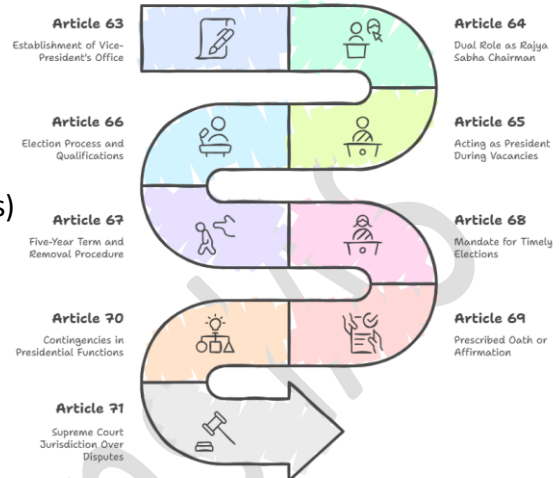 Article 63
Establishment of Vice-
President's Office
Article 64
Dual Role as Rajya
Sabha Chairman
Article 66
Election Process and
Qualifications
Article 65
Acting as President
During Vacancies
s)
Article 67
Five-Year Term and
Removal Procedure
Article 68
Mandate for Timely
Elections
Article 70
Contingencies in
Presidential Functions
Article 69
Prescribed Oath or
Affirmation
Article 71
Supreme Court
Jurisdiction Over
Disputes